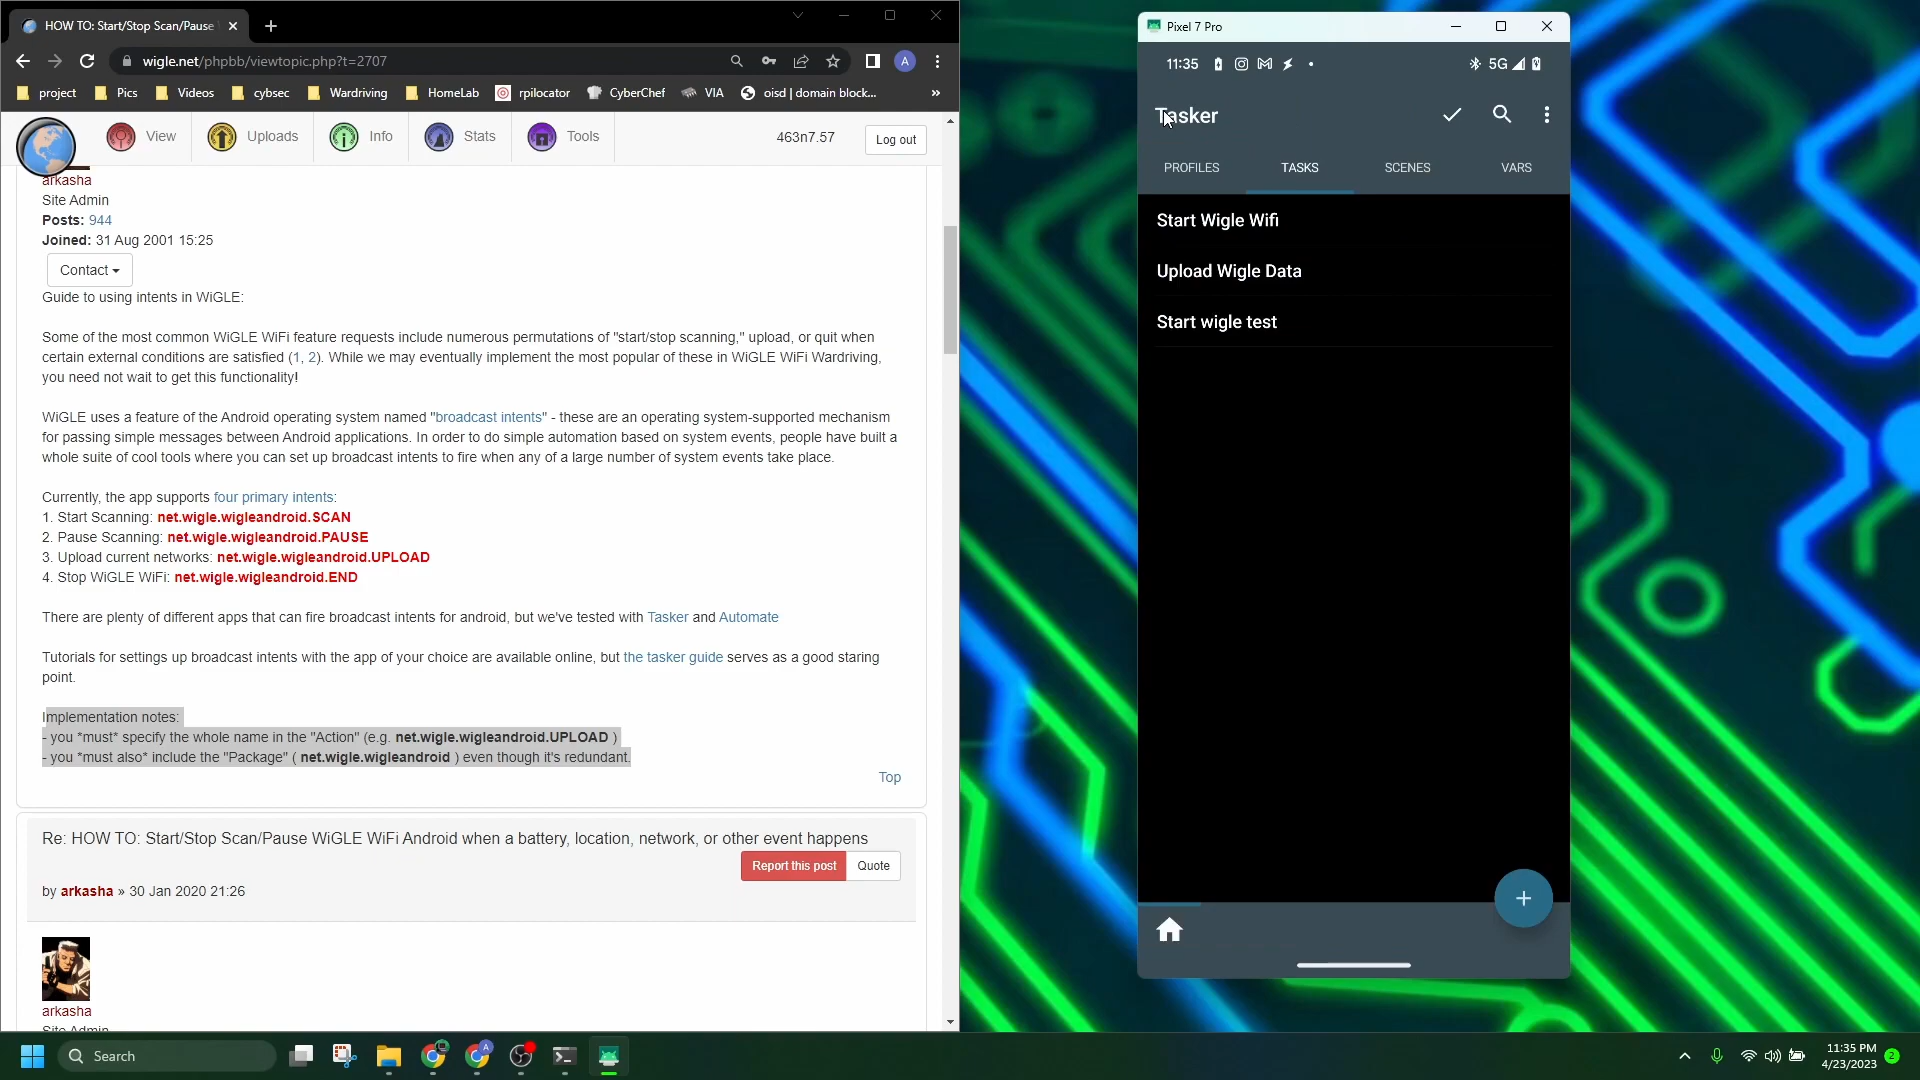 HOW TO: Start/Stop Scan/Pause
wigle.net/phpbb/viewtopic.php?t=2707
A
project
Pics
Videos
cybsec
Wardriving
HomeLab
rpilocator
CyberChef
VIA
oisd | domain block...
»
View
Uploads
Info
Stats
Tools
463n7.57
Log out
arkasha
Site Admin
Posts: 944
Joined: 31 Aug 2001 15:25
Contact
Guide to using intents in WiGLE:
Some of the most common WiGLE WiFi feature requests include numerous permutations of "start/stop scanning," upload, or quit when
certain external conditions are satisfied (1, 2). While we may eventually implement the most popular of these in WiGLE WiFi Wardriving,
you need not wait to get this functionality!
WiGLE uses a feature of the Android operating system named "broadcast intents" - these are an operating system-supported mechanism
for passing simple messages between Android applications. In order to do simple automation based on system events, people have built a
whole suite of cool tools where you can set up broadcast intents to fire when any of a large number of system events take place.
Currently, the app supports four primary intents:
1. Start Scanning: net.wigle.wigleandroid.SCAN
2. Pause Scanning: net.wigle.wigleandroid.PAUSE
3. Upload current networks: net.wigle.wigleandroid.UPLOAD
4. Stop WiGLE WiFi: net.wigle.wigleandroid.END
There are plenty of different apps that can fire broadcast intents for android, but we've tested with Tasker and Automate
Tutorials for settings up broadcast intents with the app of your choice are available online, but the tasker guide serves as a good staring
point.
Implementation notes:
- you *must* specify the whole name in the "Action" (e.g. net.wigle.wigleandroid.UPLOAD )
- you *must also* include the "Package" ( net.wigle.wigleandroid ) even though it's redundant.
Top
Re: HOW TO: Start/Stop Scan/Pause WiGLE WiFi Android when a battery, location, network, or other event happens
Report this post
Quote
by arkasha » 30 Jan 2020 21:26
arkasha
Site Admin
Pixel 7 Pro
11:35
5G
Tasker
PROFILES
TASKS
SCENES
VARS
Start Wigle Wifi
Upload Wigle Data
Start wigle test
Search
11:35 PM
4/23/2023
2